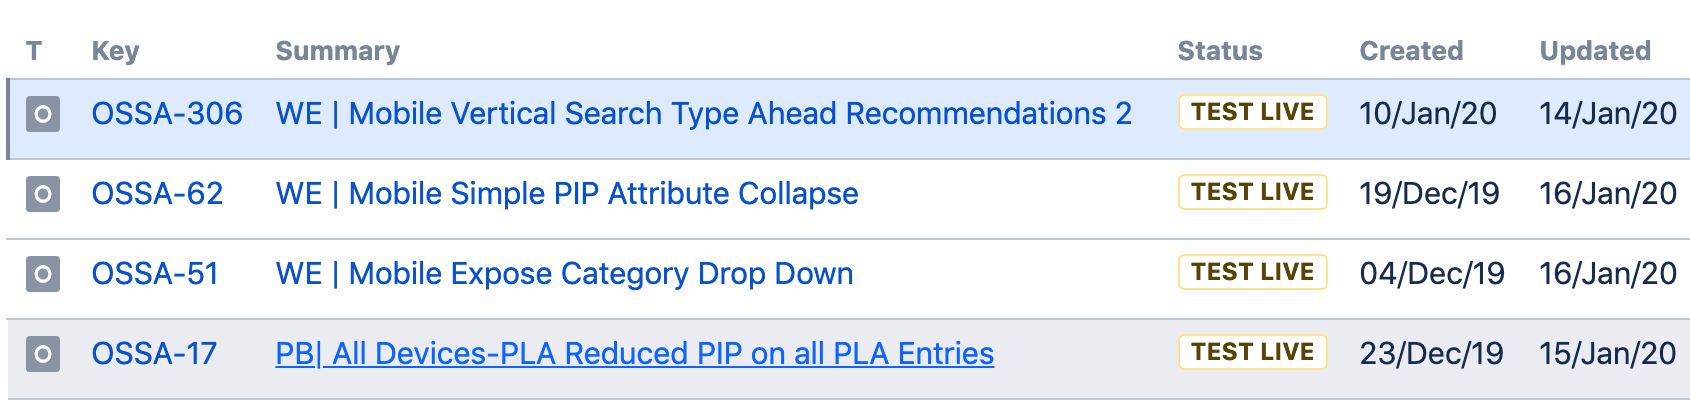 T Key Summary Status Created Updated
O OSSA-306 WE | Mobile Vertical Search Type Ahead Recommendations 2 TEST LIVE 10/Jan/20 14/Jan/20
O OSSA-62 WE | Mobile Simple PIP Attribute Collapse TEST LIVE 19/Dec/19 16/Jan/20
O OSSA-51 WE | Mobile Expose Category Drop Down TEST LIVE 04/Dec/19 16/Jan/20
O OSSA-17 PB| All Devices-PLA Reduced PIP on all PLA Entries TEST LIVE 23/Dec/19 15/Jan/20